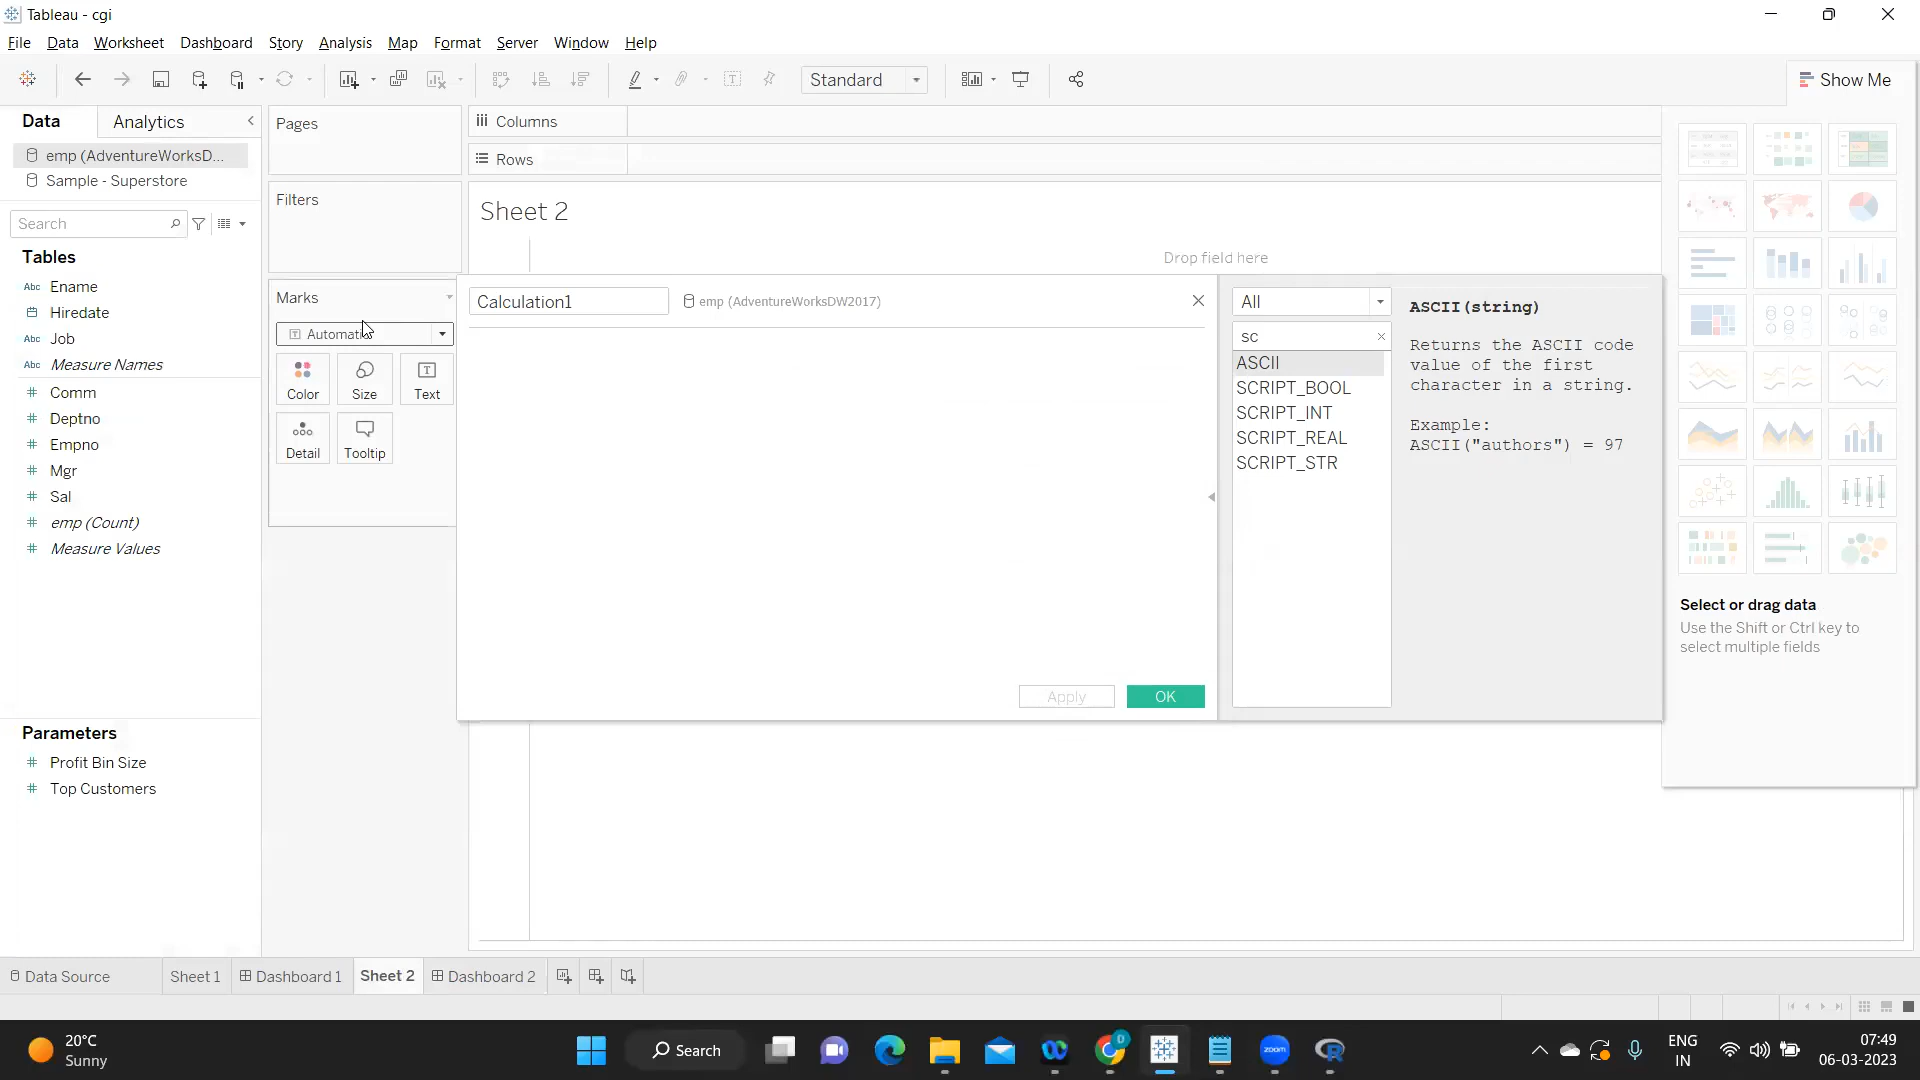 Tableau - cgi
File Data Worksheet Dashboard Story Analysis Map Format Server Window Help
Standard
Show Me
Data Analytics
Pages
Columns
emp (AdventureWorksD...
Rows
Sample - Superstore
Filters
Sheet 2
Search
Tables
Drop field here
Abc Ename
Marks
Calculation1
emp (AdventureWorksDW2017)
All
ASCII(string)
Hiredate
Automatic
sc
Abc Job
Returns the ASCII code
value of the first
character in a string.
Abc Measure Names
ASCII
SCRIPT_BOOL
SCRIPT_INT
SCRIPT_REAL
SCRIPT_STR
Color Size Text
Comm
Deptno
Example:
ASCII("authors") = 97
Empno
Detail Tooltip
Mgr
Sal
emp (Count)
Measure Values
Select or drag data
Use the Shift or Ctrl key to
select multiple fields
Apply OK
Parameters
Profit Bin Size
Top Customers
Data Source Sheet 1 Dashboard 1 Sheet 2 Dashboard 2
20°C
Sunny
Search
D
zoom
R
ENG
IN
07:49
06-03-2023